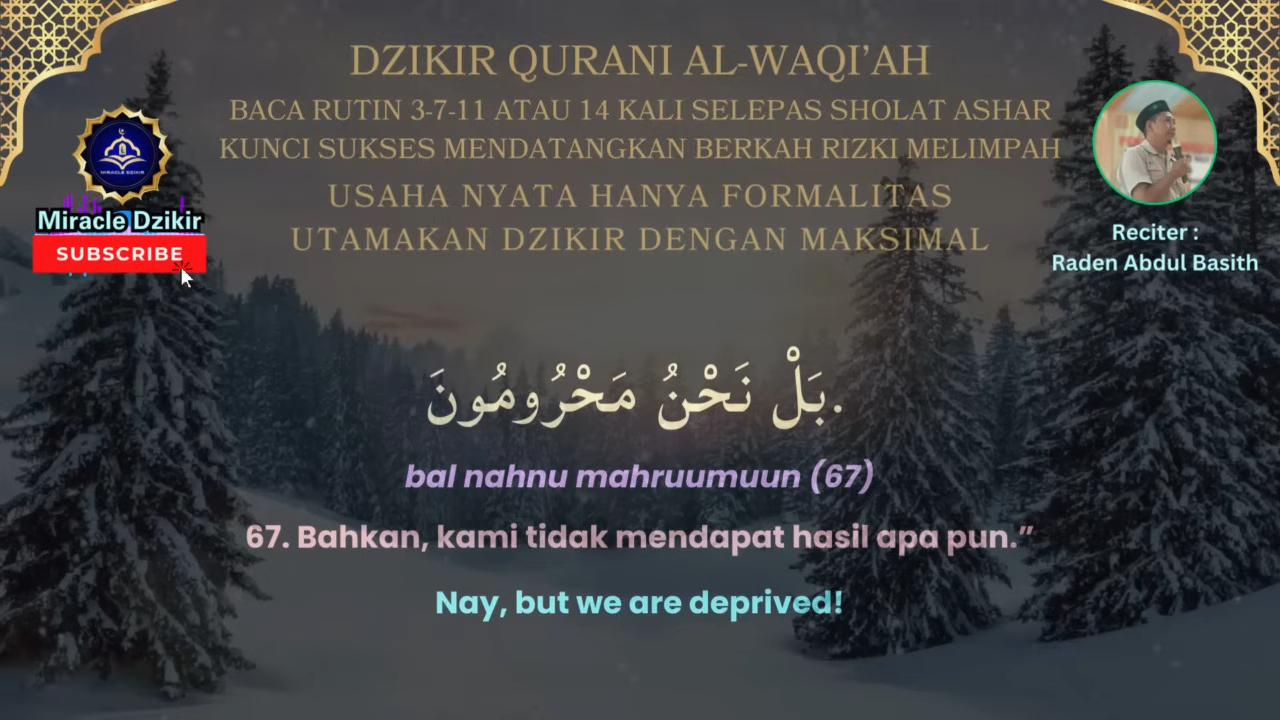 DZIKIR QURANI AL-WAQI’AH
BACA RUTIN 3-7-11 ATAU 14 KALI SELEPAS SHOLAT ASHAR
KUNCI SUKSES MENDATANGKAN BERKAH RIZKI MELIMPAH
USAHA NYATA HANYA FORMALITAS
UTAMAKAN DZIKIR DENGAN MAKSIMAL
MIRACLE DZIKIR
Miracle Dzikir
SUBSCRIBE
Reciter :
Raden Abdul Basith
بَلْ نَحْنُ مَحْرُومُونَ.
bal nahnu mahruumuun (67)
67. Bahkan, kami tidak mendapat hasil apa pun.”
Nay, but we are deprived!